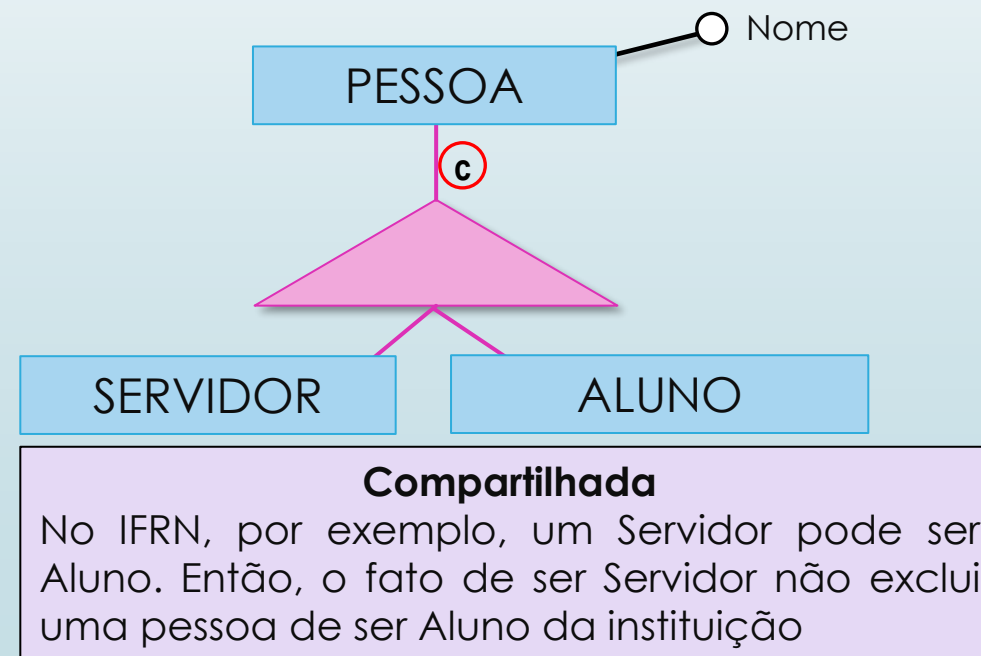 Nome
PESSOA
c
SERVIDOR
ALUNO
Compartilhada
No IFRN, por exemplo, um Servidor pode ser
Aluno. Então, o fato de ser Servidor não exclui
uma pessoa de ser Aluno da instituição